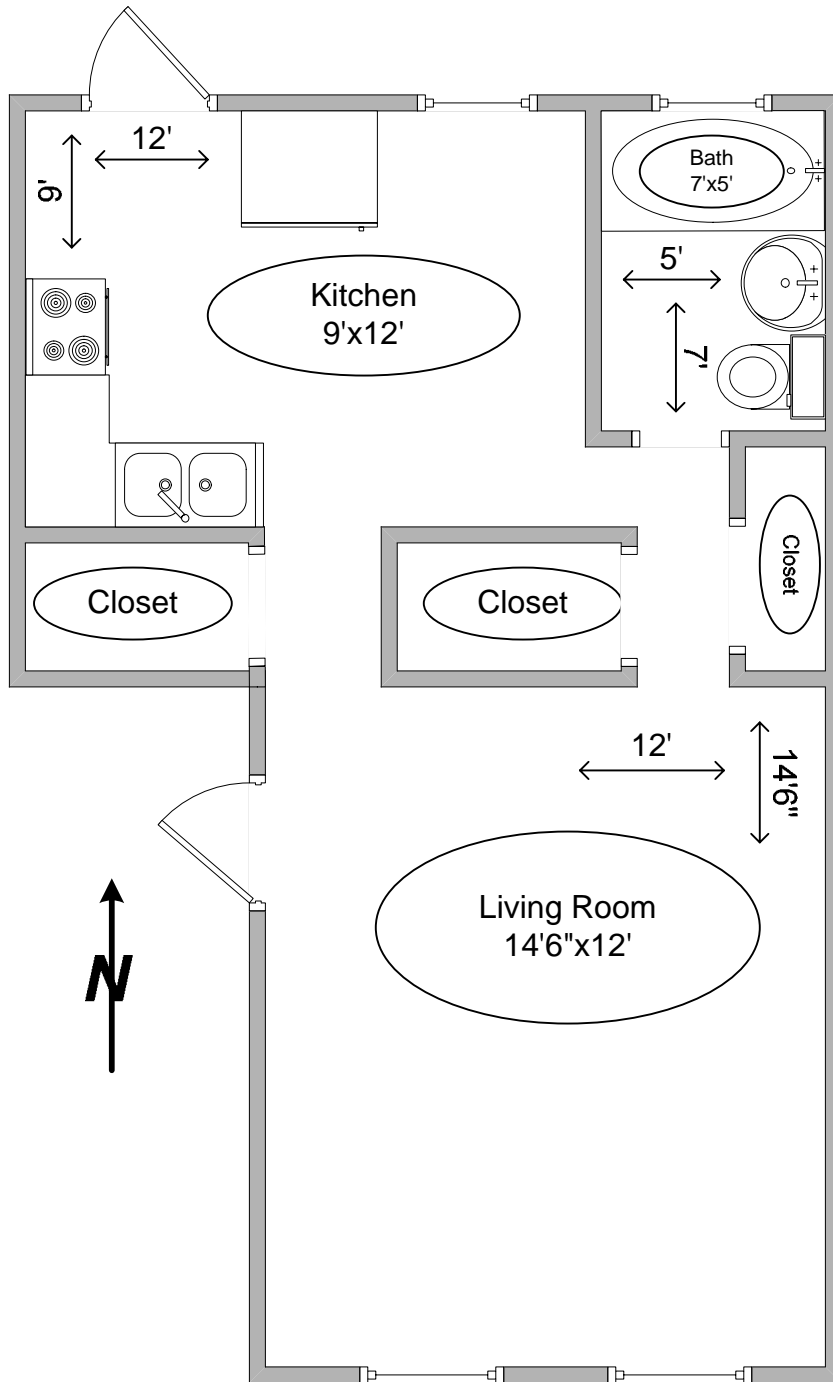 12'
9'
Bath
7'x5'
5'
7'
Kitchen
9'x12'
Closet
Closet
Closet
12'
14'6"
Living Room
14'6"x12'
N